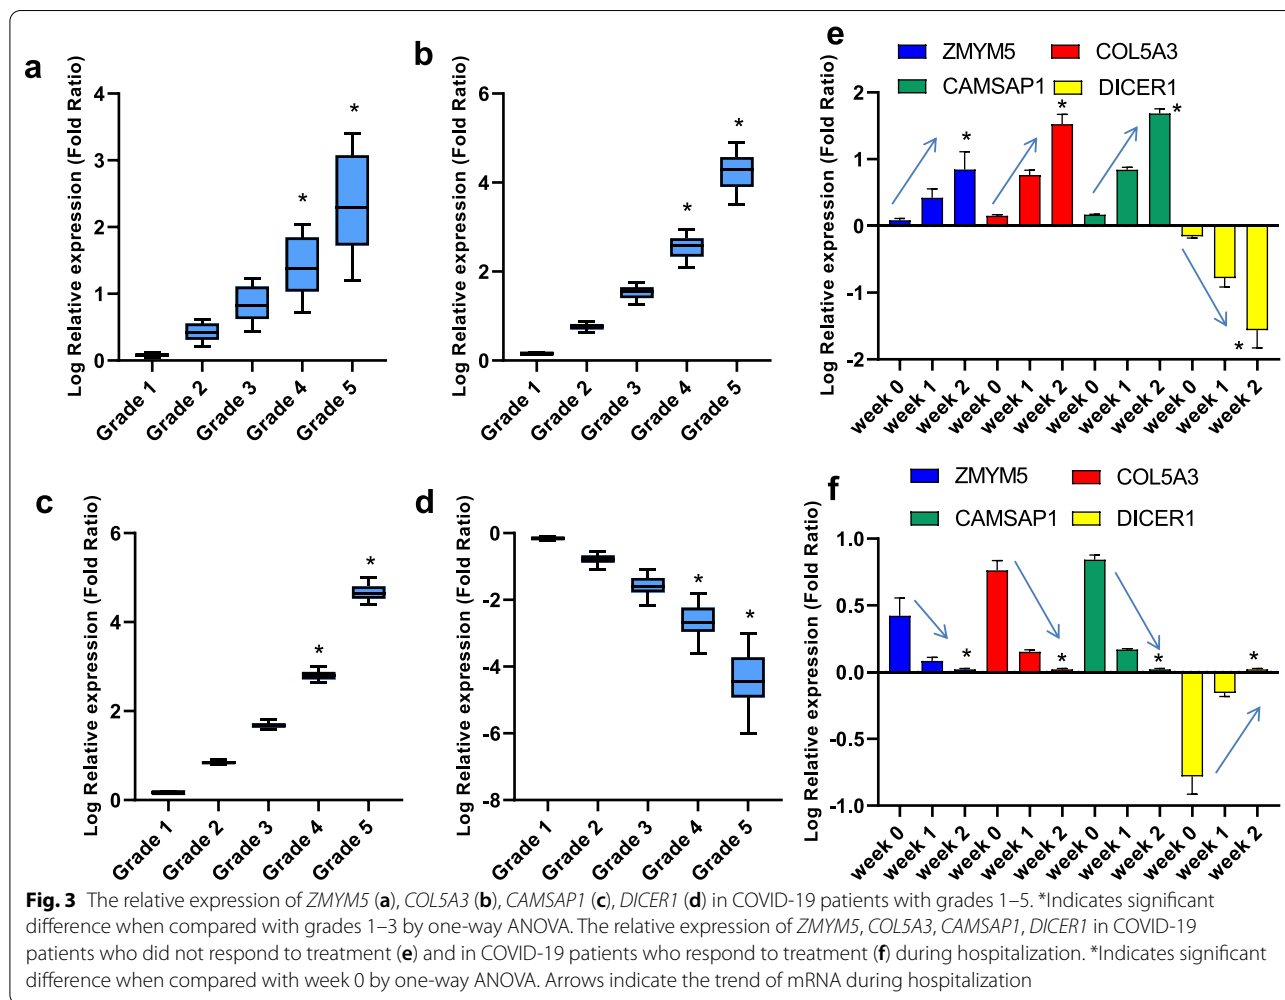 a
Log Relative expression (Fold Ratio)
4
3
2
1
0
*
*
Grade 1
Grade 2
Grade 3
Grade 4
Grade 5
b
Log Relative expression (Fold Ratio)
6
4
2
0
*
*
Grade 1
Grade 2
Grade 3
Grade 4
Grade 5
e
ZMYM5
COL5A3
CAMSAP1
DICER1
Log Relative expression (Fold Ratio)
2
1
0
-1
-2
*
*
*
*
week 0
week 1
week 2
week 0
week 1
week 2
week 0
week 1
week 2
week 0
week 1
week 2
c
Log Relative expression (Fold Ratio)
6
4
2
0
*
*
Grade 1
Grade 2
Grade 3
Grade 4
Grade 5
d
Log Relative expression (Fold Ratio)
-0
-2
-4
-6
-8
*
*
Grade 1
Grade 2
Grade 3
Grade 4
Grade 5
f
ZMYM5
COL5A3
CAMSAP1
DICER1
Log Relative expression (Fold Ratio)
1.0
0.5
0.0
-0.5
-1.0
*
*
*
*
week 0
week 1
week 2
week 0
week 1
week 2
week 0
week 1
week 2
week 0
week 1
week 2
Fig. 3 The relative expression of ZMYM5 (a), COL5A3 (b), CAMSAP1 (c), DICER1 (d) in COVID-19 patients with grades 1–5. *Indicates significant
difference when compared with grades 1–3 by one-way ANOVA. The relative expression of ZMYM5, COL5A3, CAMSAP1, DICER1 in COVID-19
patients who did not respond to treatment (e) and in COVID-19 patients who respond to treatment (f) during hospitalization. *Indicates significant
difference when compared with week 0 by one-way ANOVA. Arrows indicate the trend of mRNA during hospitalization